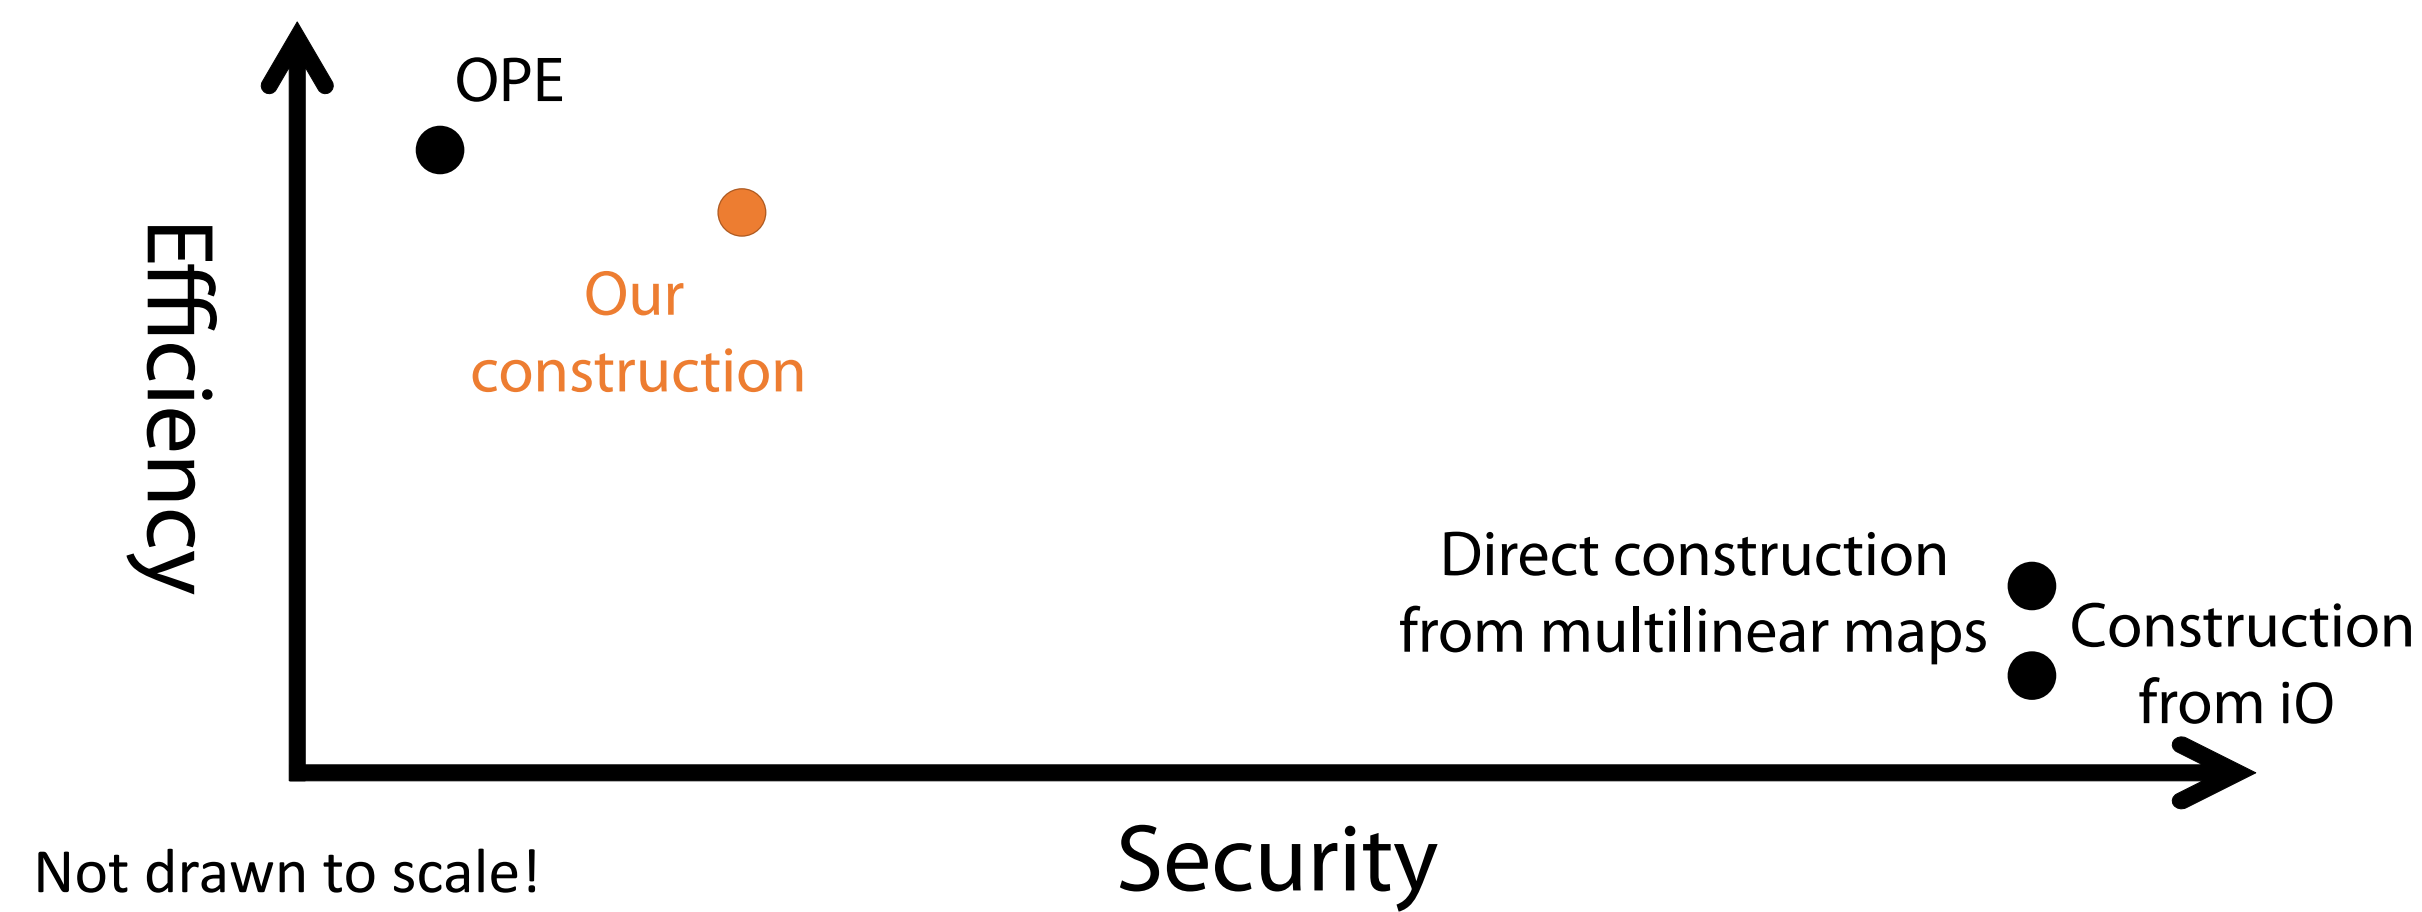 OPE
Efficiency
Our
construction
Direct construction
from multilinear maps
Construction
from iO
Security
Not drawn to scale!